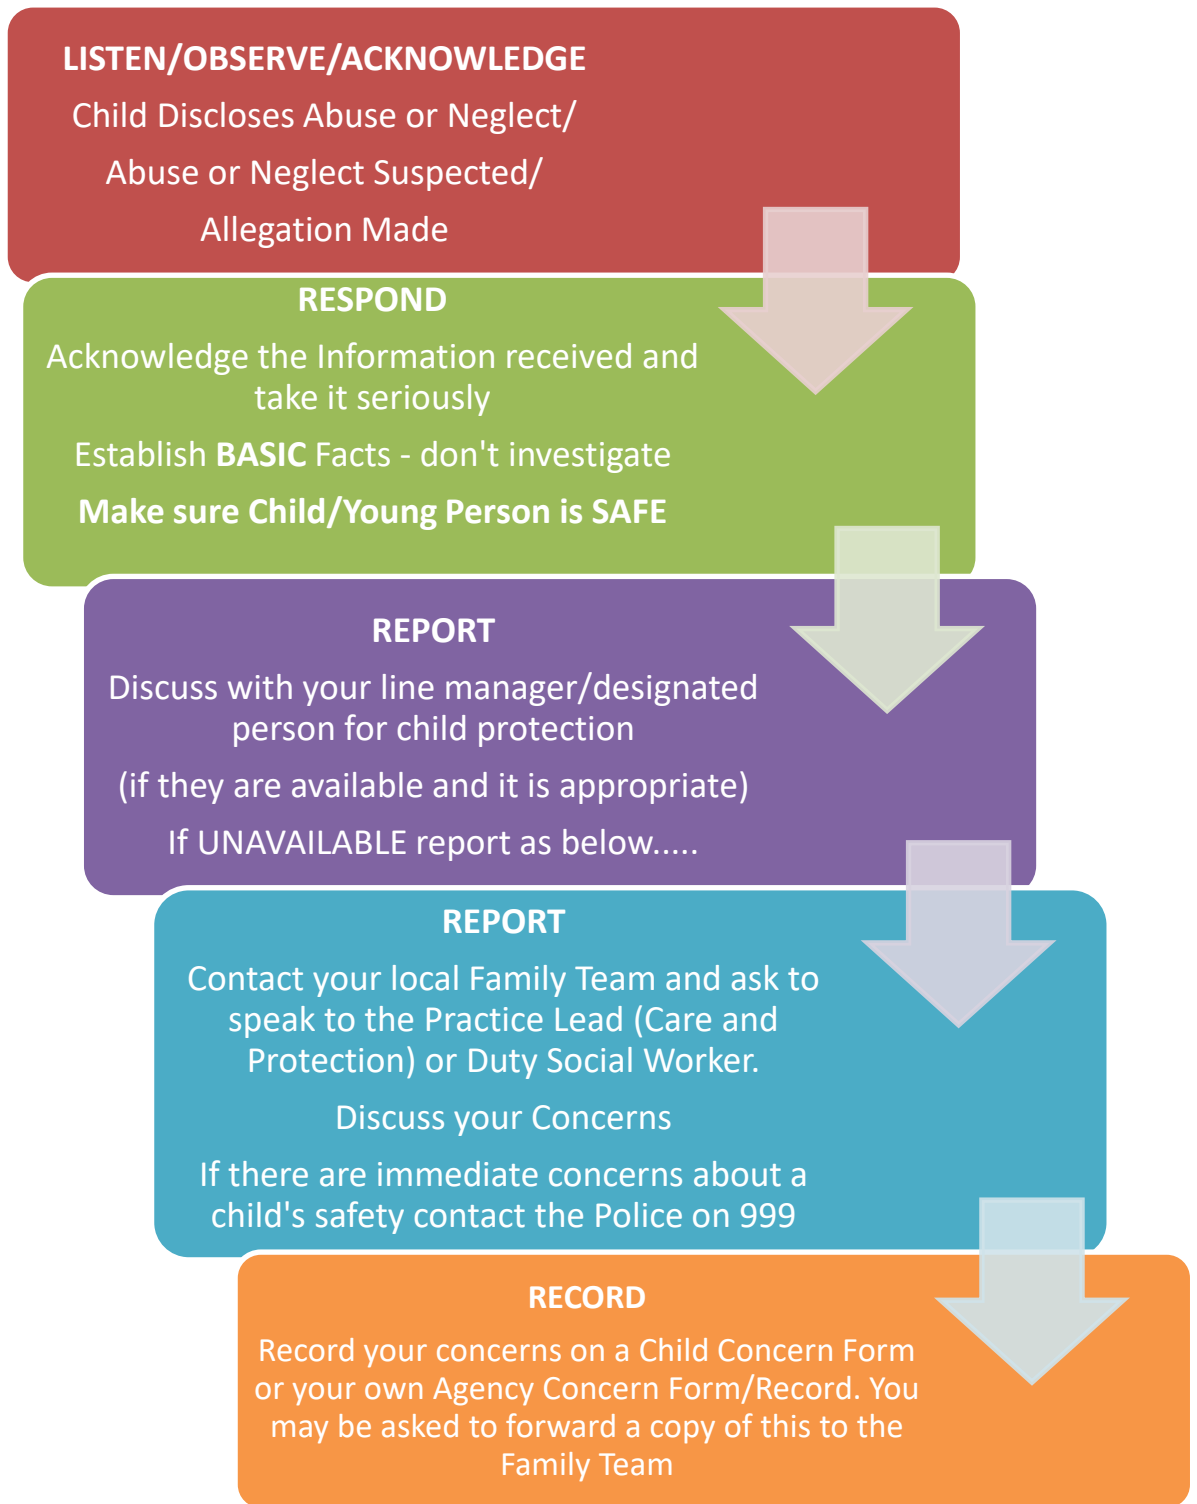 LISTEN/OBSERVE/ACKNOWLEDGE
Child Discloses Abuse or Neglect/
Abuse or Neglect Suspected/
Allegation Made
RESPOND
Acknowledge the Information received and
take it seriously
Establish BASIC Facts - don't investigate
Make sure Child/Young Person is SAFE
REPORT
Discuss with your line manager/designated
person for child protection
(if they are available and it is appropriate)
If UNAVAILABLE report as below.....
REPORT
Contact your local Family Team and ask to
speak to the Practice Lead (Care and
Protection) or Duty Social Worker.
Discuss your Concerns
If there are immediate concerns about a
child's safety contact the Police on 999
RECORD
Record your concerns on a Child Concern Form
or your own Agency Concern Form/Record. You
may be asked to forward a copy of this to the
Family Team